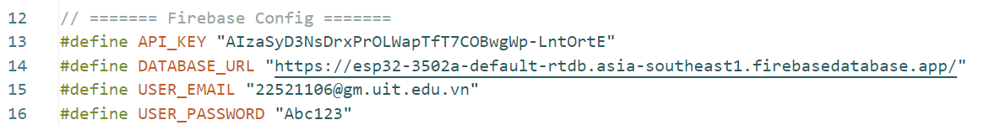 12 // ======= Firebase Config =======
13 #define API_KEY "AIzaSyD3NsDrxPrOLWapTfT7COBwgWp-LntOrtE"
14 #define DATABASE_URL "https://esp32-3502a-default-rtdb.asia-southeast1.firebasedatabase.app/"
15 #define USER_EMAIL "22521106@gm.uit.edu.vn"
16 #define USER_PASSWORD "Abc123"